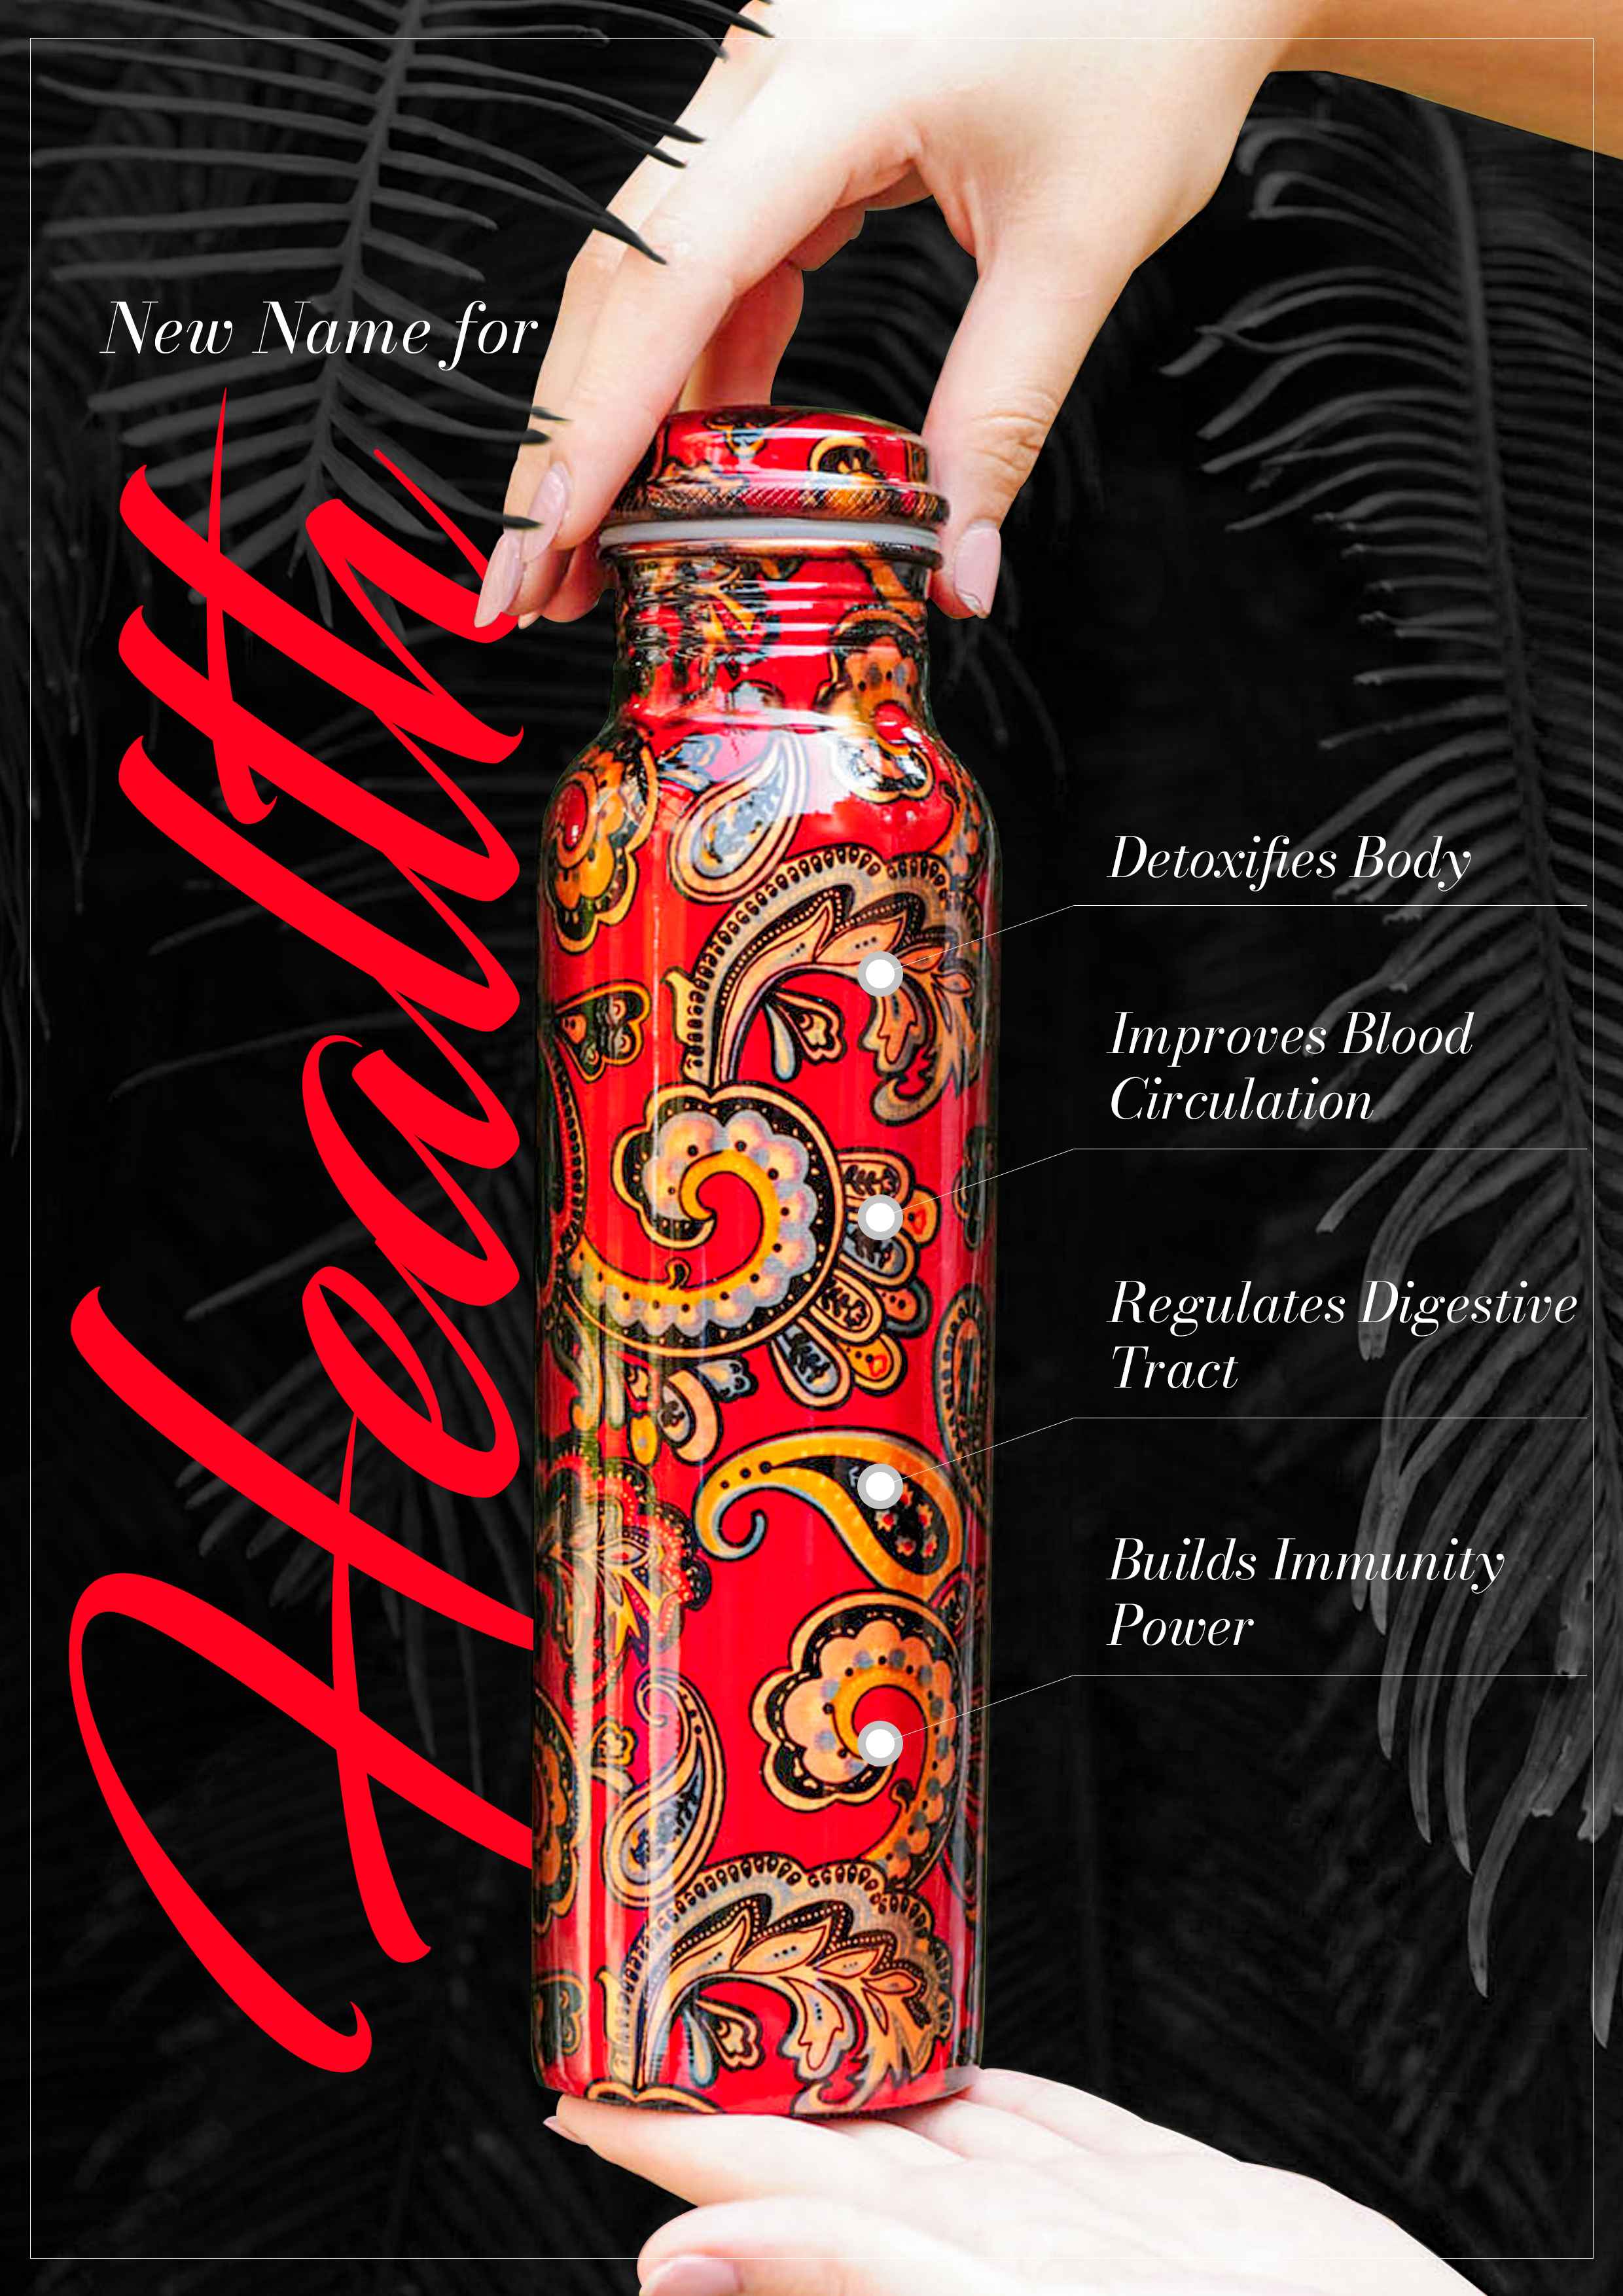 New Name for
Health
Detoxifies Body
Improves Blood
Circulation
Regulates Digestive
Tract
Builds Immunity
Power